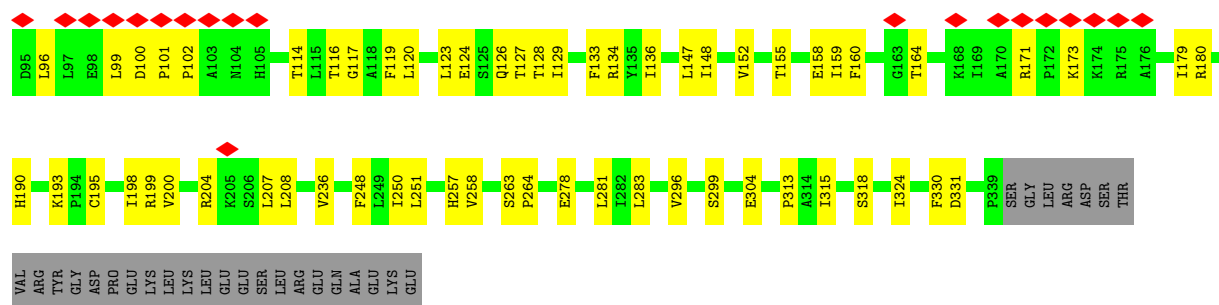 D95 L96 L97 E98 L99 D100 P101 P102 A103 N104 H105 T114 L115 T116 G117 A118 F119 L120 L123 E124 S125 Q126 T127 T128 I129 F133 R134 Y135 I136 L147 I148 V152 T155 E158 I159 F160 G163 T164 K168 I169 A170 R171 P172 K173 K174 R175 A176 I179 R180
H190 K193 P194 C195 I198 R199 V200 R204 K205 S206 L207 L208 V236 F248 L249 I250 L251 H257 V258 S263 P264 E278 L281 I282 L283 V296 S299 E304 P313 A314 I315 S318 I324 F330 D331 P339 SER GLY LEU ARG ASP SER THR
VAL ARG TYR GLY ASP PRO GLU LYS LEU LYS LEU GLU GLU SER LEU ARG GLU GLN ALA GLU LYS GLU